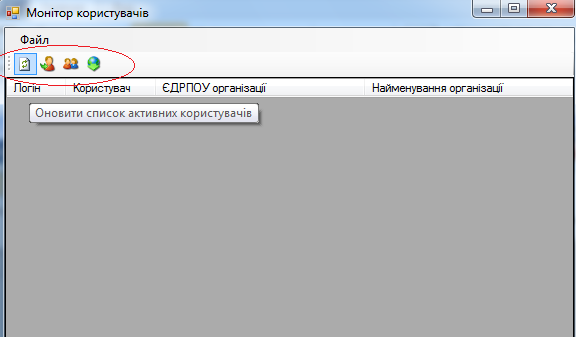 Монітор користувачів
Файл
Логін Користувач ЄДРПОУ організації Найменування організації
Оновити список активних користувачів